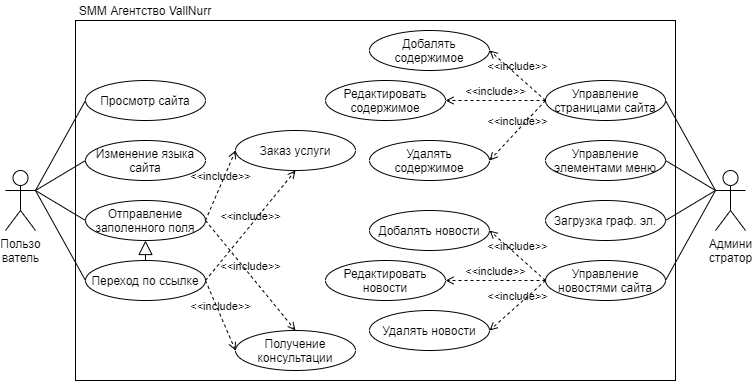 SMM Агентство VallNurr
Добалять
содержимое
<<include>>
Просмотр сайта
Редактировать
содержимое
<<include>>
Управление
страницами сайта
<<include>>
Заказ услуги
Изменение языка
сайта
Удалять
содержимое
Управление
элементами меню
<<include>>
Отправление
заполенного поля
<<include>>
Добалять новости
Загрузка граф. эл.
Пользо
ватель
Админи
стратор
<<include>>
<<include>>
Переход по ссылке
Редактировать
новости
<<include>>
Управление
новостями сайта
<<include>>
<<include>>
Получение
консультации
Удалять новости